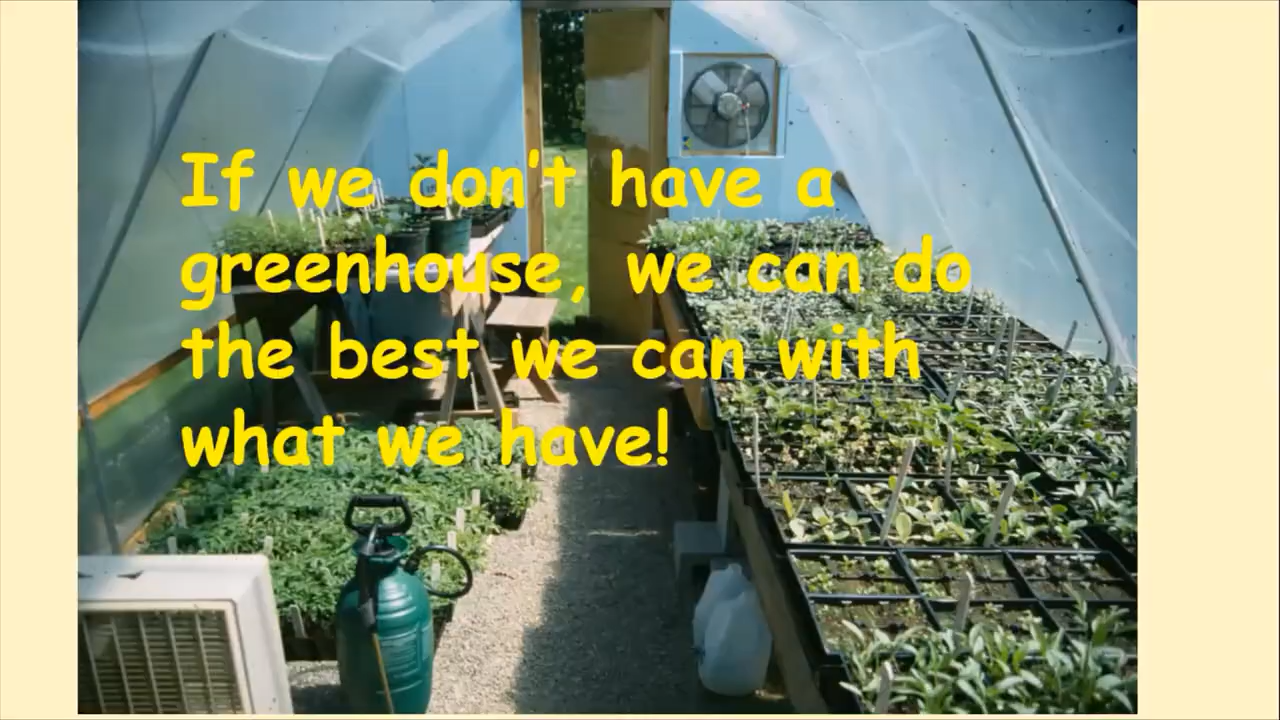 If we don't have a
greenhouse, we can do
the best we can with
what we have!